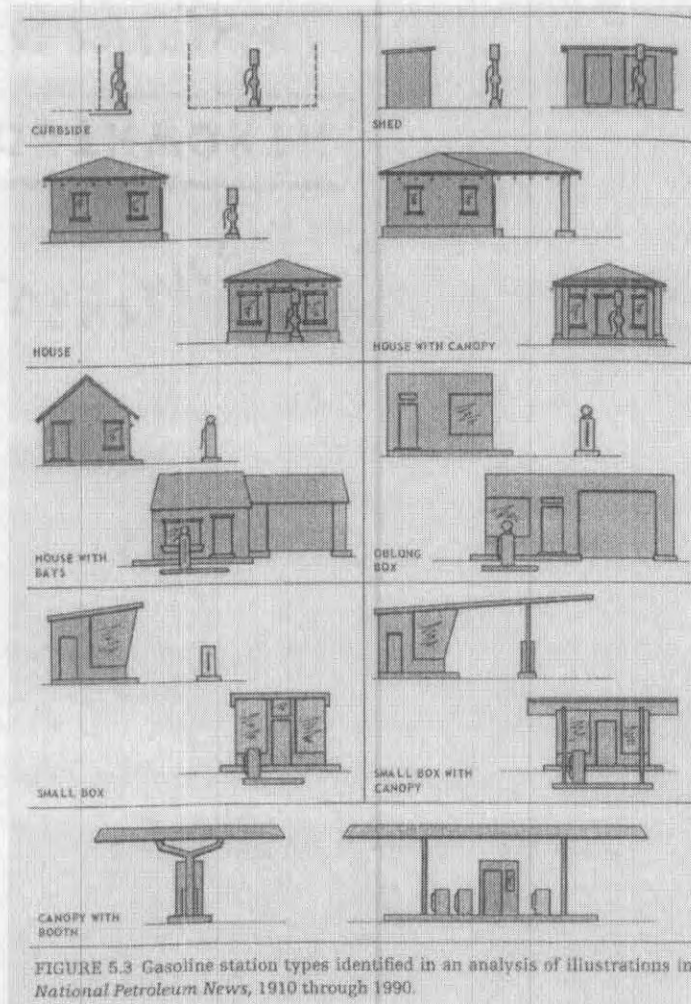 CURBSIDE
SHED
HOUSE
HOUSE WITH CANOPY
HOUSE WITH
BAYS
OBLONG
BOX
SMALL BOX
SMALL BOX WITH
CANOPY
CANOPY WITH
BOOTH
FIGURE 5.3 Gasoline station types identified in an analysis of illustrations in
National Petroleum News, 1910 through 1990.